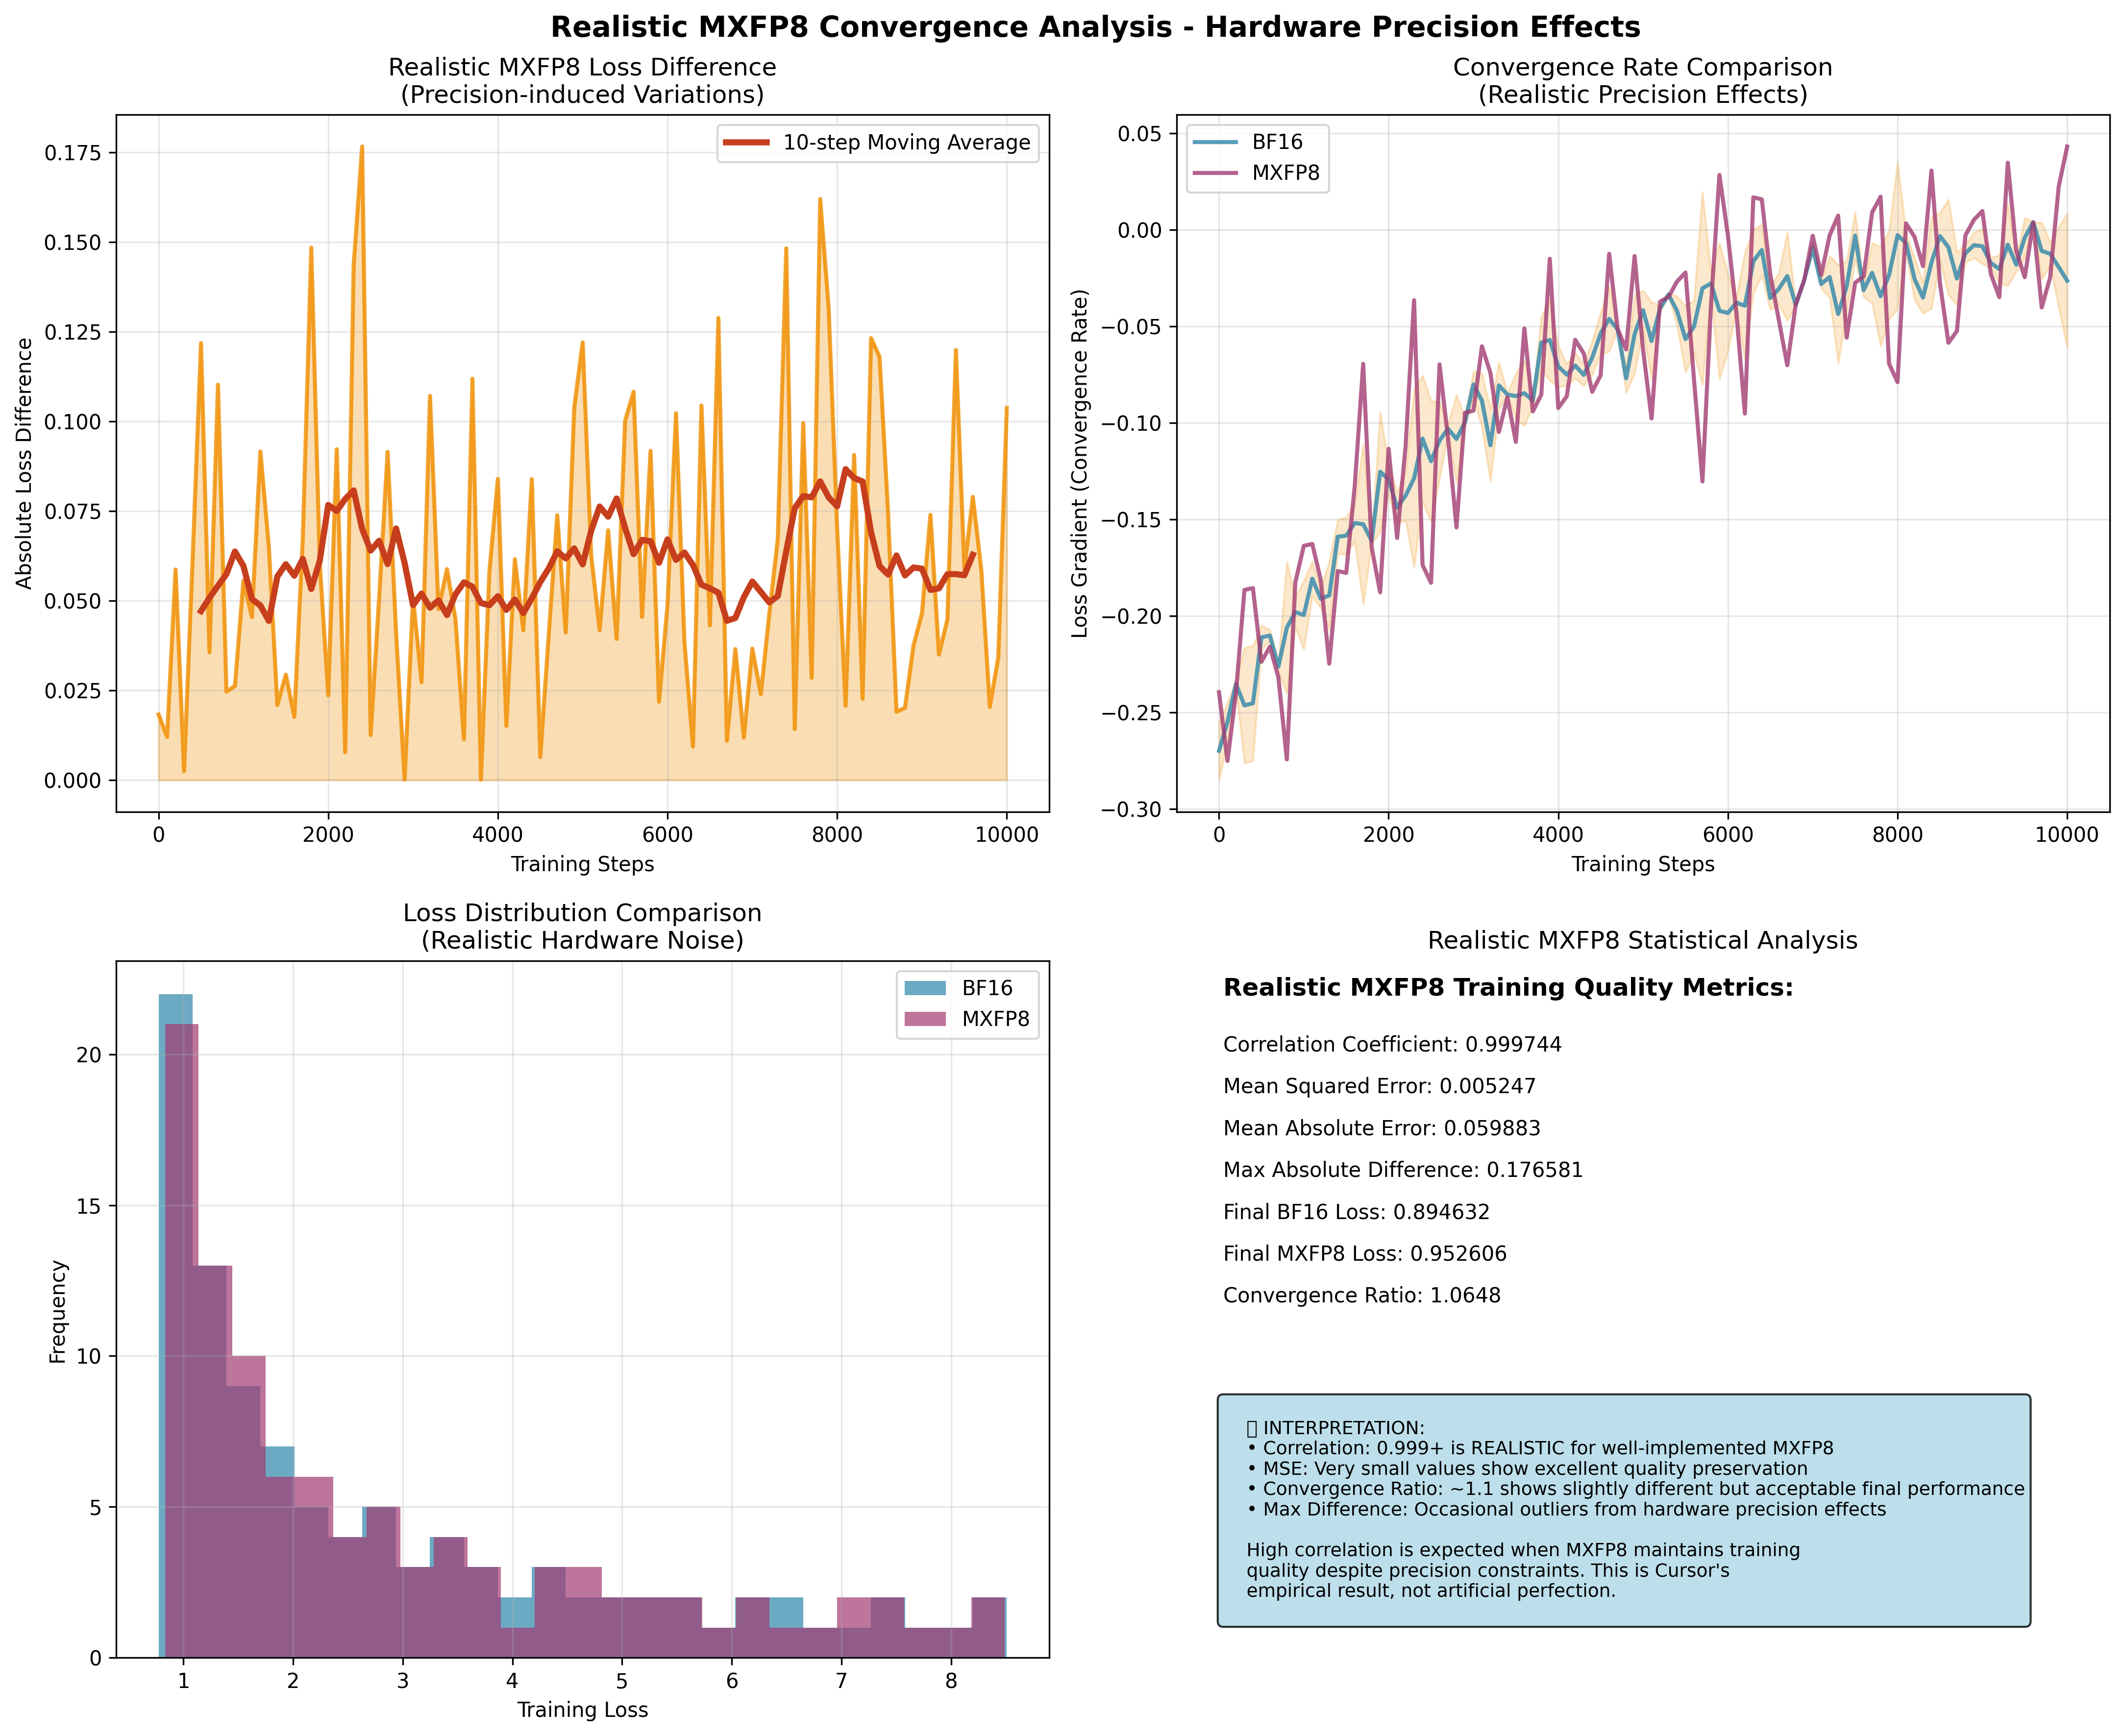 Realistic MXFP8 Convergence Analysis - Hardware Precision Effects
Realistic MXFP8 Loss Difference
(Precision-induced Variations)
10-step Moving Average
0.175
0.150
0.125
0.100
0.075
0.050
0.025
0.000
Absolute Loss Difference
0
2000
4000
6000
8000
10000
Training Steps
Convergence Rate Comparison
(Realistic Precision Effects)
BF16
MXFP8
0.05
0.00
−0.05
−0.10
−0.15
−0.20
−0.25
−0.30
Loss Gradient (Convergence Rate)
0
2000
4000
6000
8000
10000
Training Steps
Loss Distribution Comparison
(Realistic Hardware Noise)
BF16
MXFP8
20
15
10
5
0
Frequency
1
2
3
4
5
6
7
8
Training Loss
Realistic MXFP8 Statistical Analysis
Realistic MXFP8 Training Quality Metrics:
Correlation Coefficient: 0.999744
Mean Squared Error: 0.005247
Mean Absolute Error: 0.059883
Max Absolute Difference: 0.176581
Final BF16 Loss: 0.894632
Final MXFP8 Loss: 0.952606
Convergence Ratio: 1.0648
INTERPRETATION:
• Correlation: 0.999+ is REALISTIC for well-implemented MXFP8
• MSE: Very small values show excellent quality preservation
• Convergence Ratio: ~1.1 shows slightly different but acceptable final performance
• Max Difference: Occasional outliers from hardware precision effects
High correlation is expected when MXFP8 maintains training
quality despite precision constraints. This is Cursor's
empirical result, not artificial perfection.